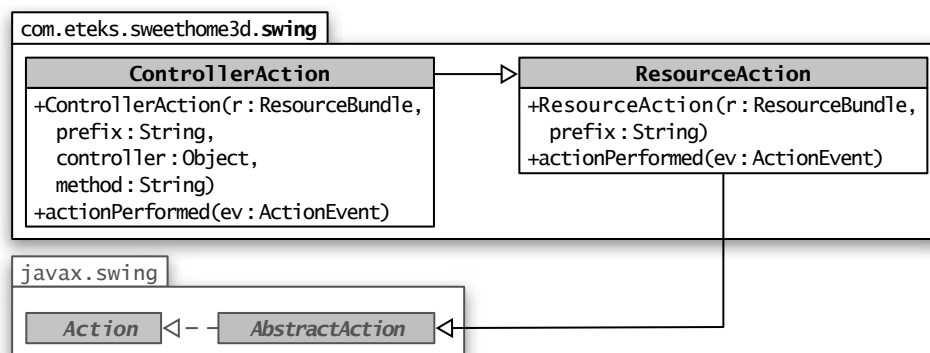 com.eteks.sweethome3d.swing
ControllerAction
+ControllerAction(r:ResourceBundle,
prefix:String,
controller:Object,
method:String)
+actionPerformed(ev:ActionEvent)
ResourceAction
+ResourceAction(r:ResourceBundle,
prefix:String)
+actionPerformed(ev:ActionEvent)
javax.swing
Action
AbstractAction